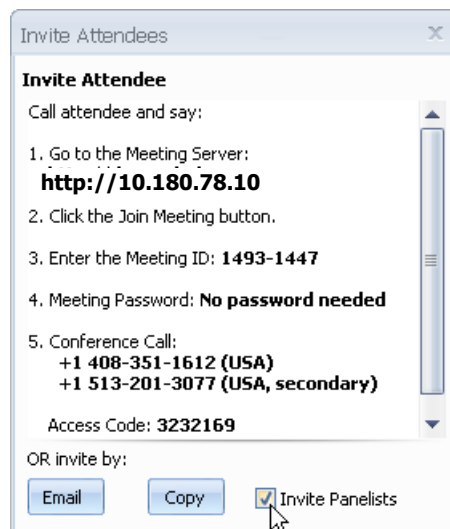 Invite Attendees
Invite Attendee
Call attendee and say:
1. Go to the Meeting Server:
http://10.180.78.10
2. Click the Join Meeting button.
3. Enter the Meeting ID: 1493-1447
4. Meeting Password: No password needed
5. Conference Call:
+1 408-351-1612 (USA)
+1 513-201-3077 (USA, secondary)
Access Code: 3232169
OR invite by:
Email Copy Invite Panelists